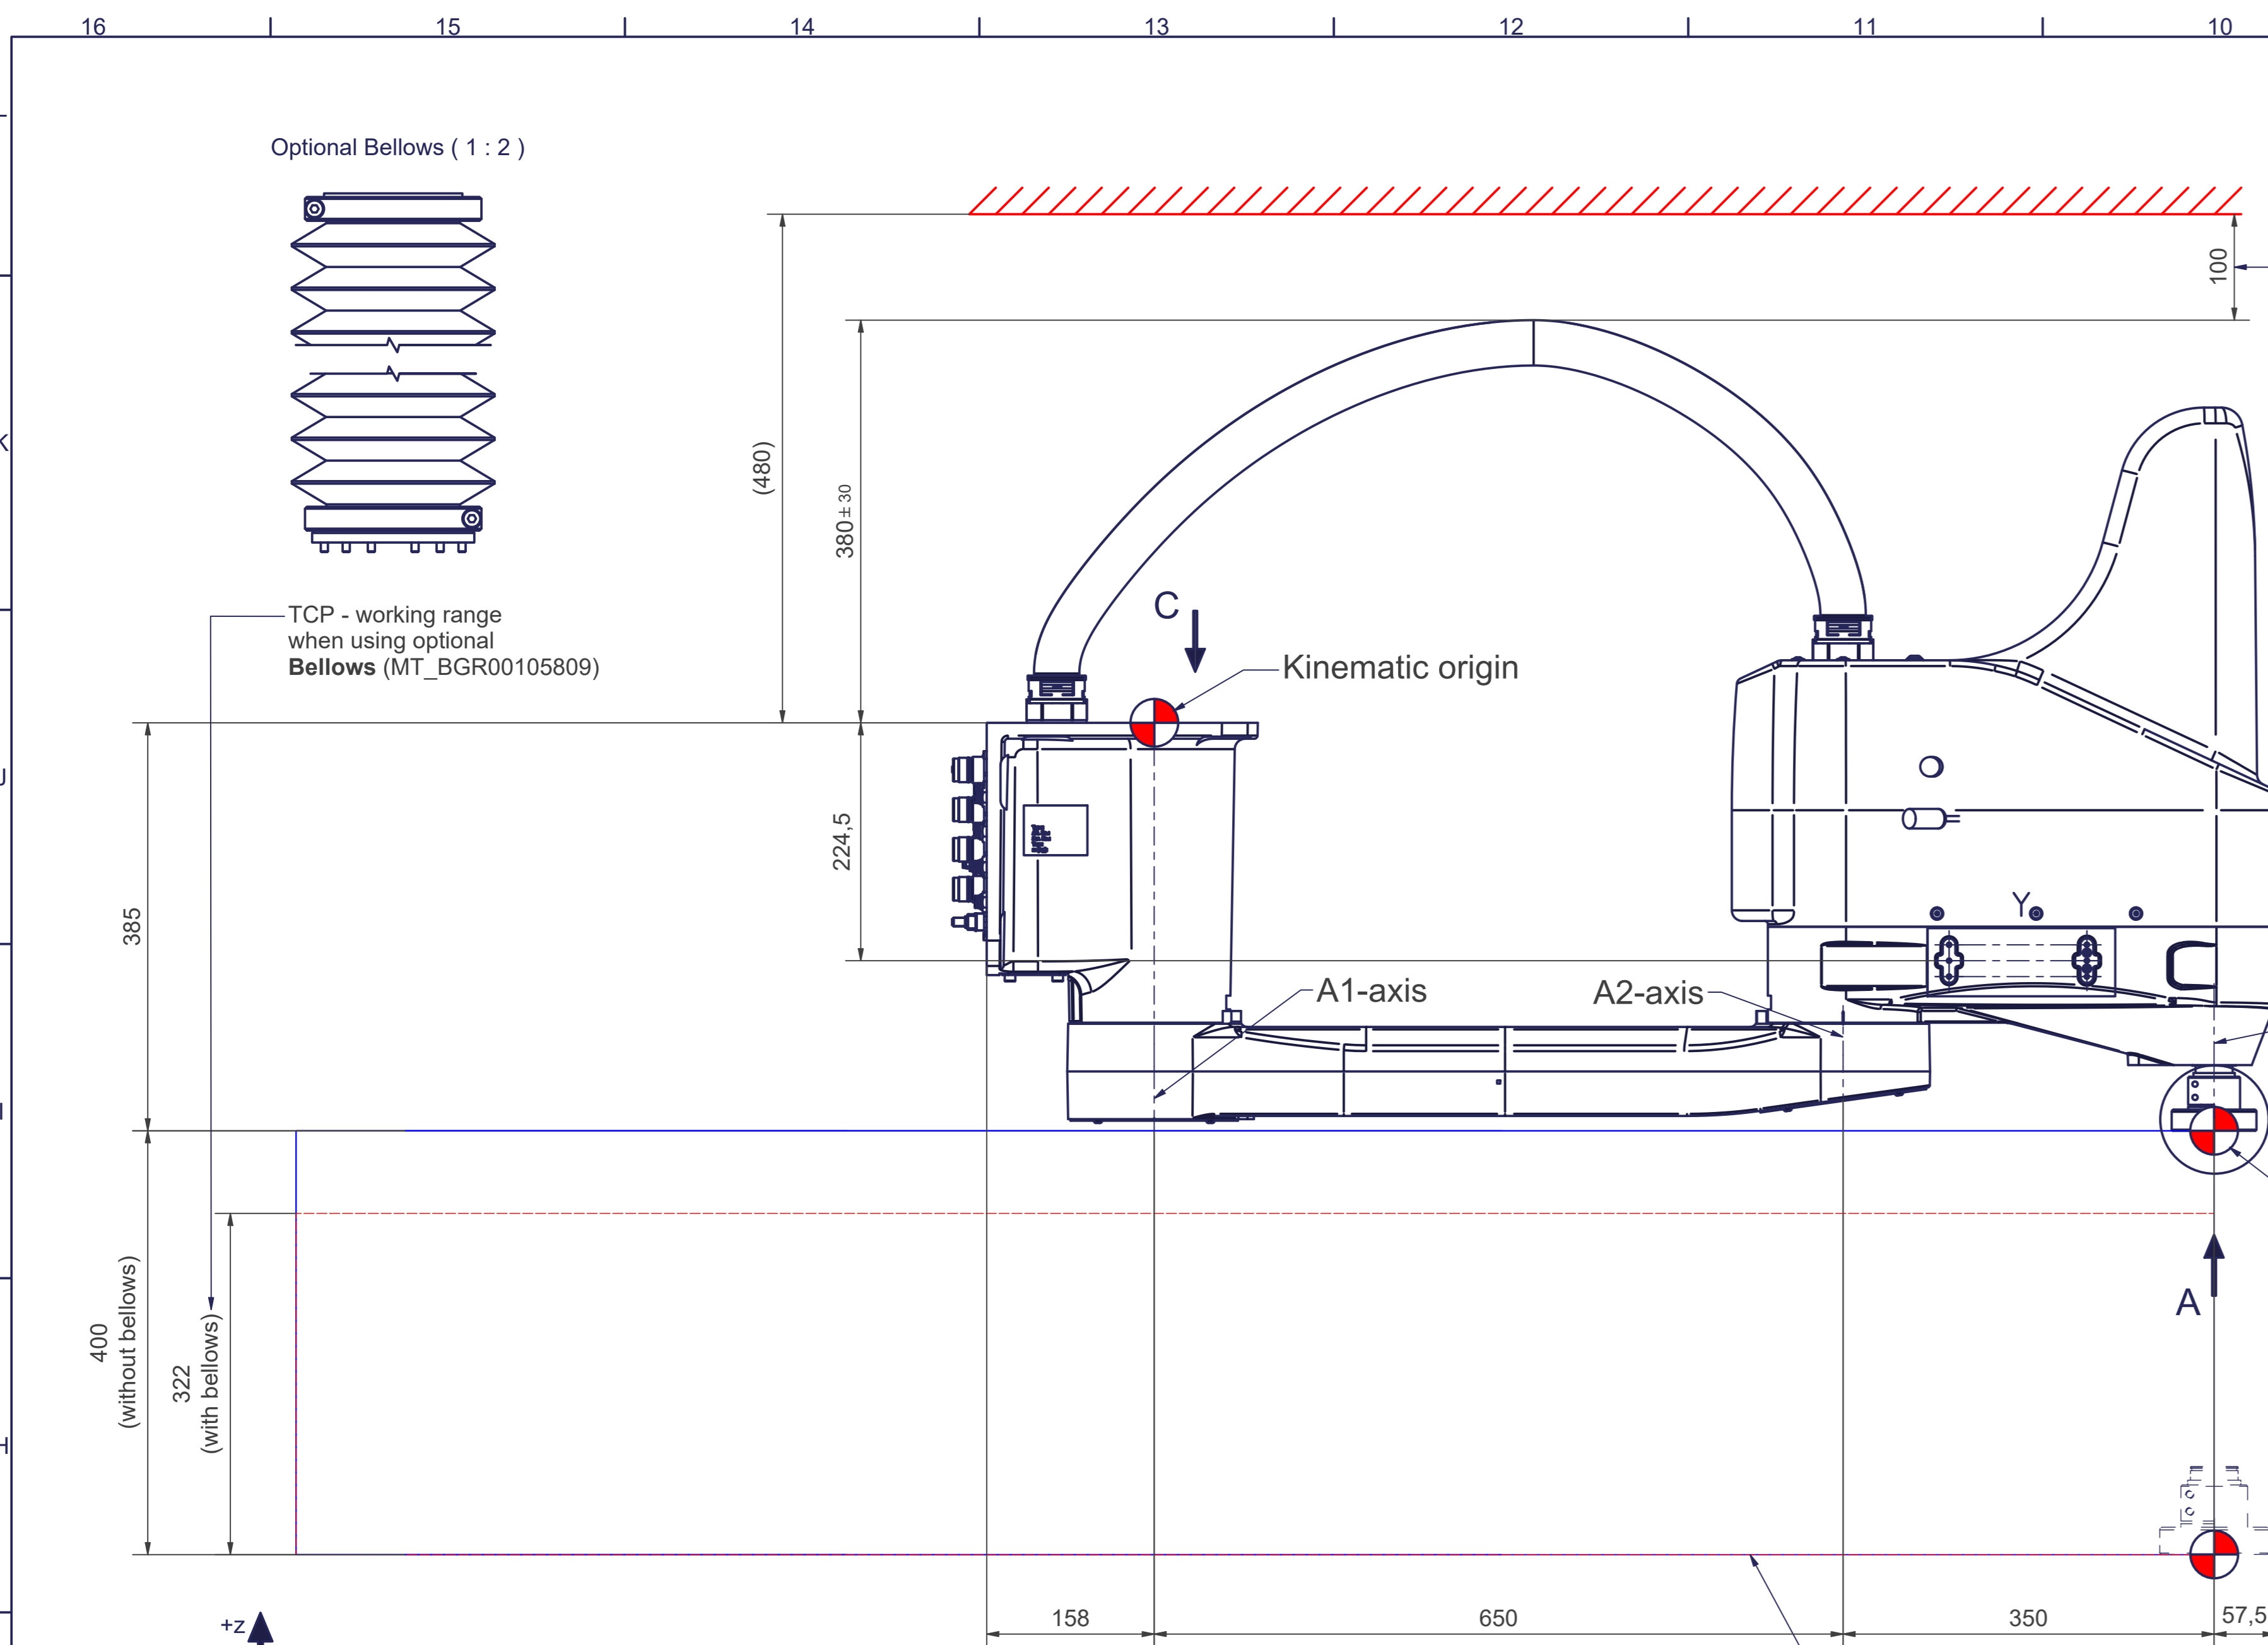 16 15 14 13 12 11 10
Optional Bellows ( 1 : 2 )
100
K
(480)
380± 30
C
TCP - working range
when using optional
Bellows (MT_BGR00105809)
Kinematic origin
J
224,5
385
Y
A1-axis
A2-axis
I
400
(without bellows)
322
(with bellows)
A
H
+z
158
650
350
57,5